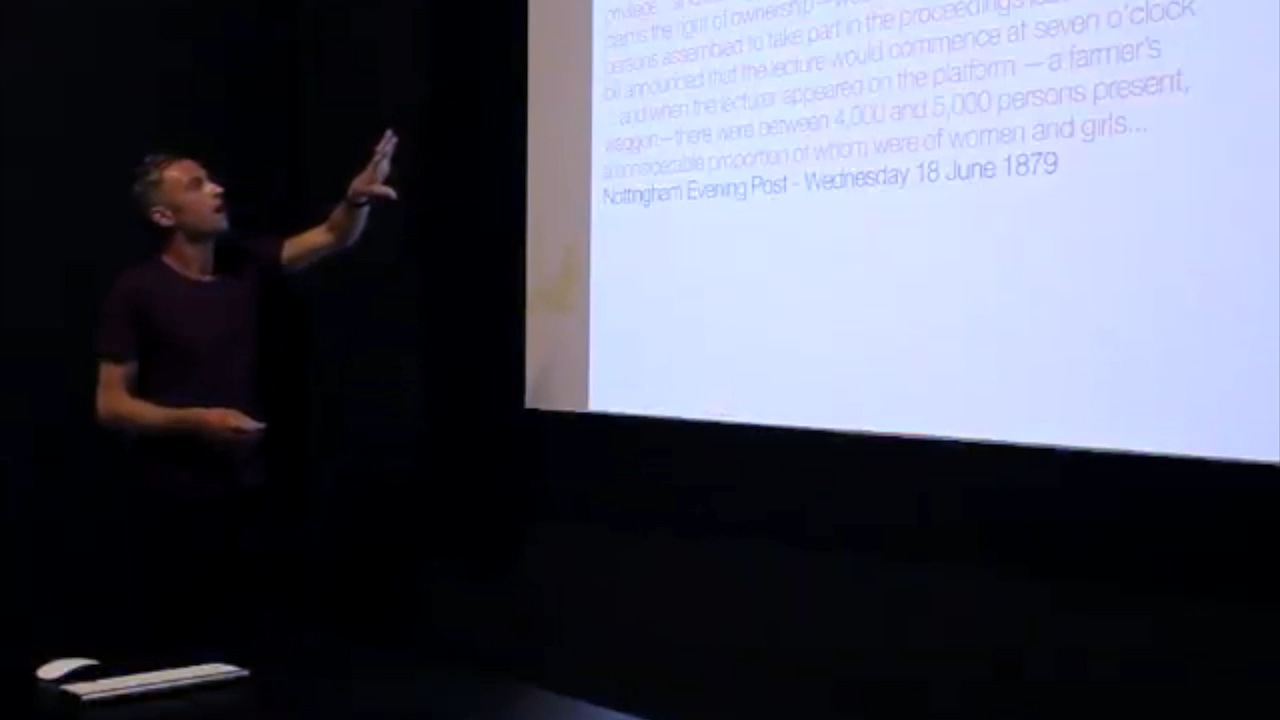 privilege
the right of ownership
persons assembled to take part in the proceedings
bill announced that the lecture would commence at seven o'clock
...and when the lecturer appeared on the platform – a farmer's
waggon – there were between 4,000 and 5,000 persons present,
a considerable proportion of whom were of women and girls...
Nottingham Evening Post - Wednesday 18 June 1879